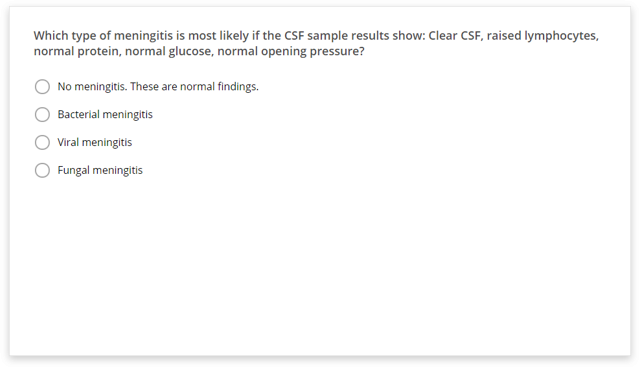 Which type of meningitis is most likely if the CSF sample results show: Clear CSF, raised lymphocytes,
normal protein, normal glucose, normal opening pressure?
No meningitis. These are normal findings.
Bacterial meningitis
Viral meningitis
Fungal meningitis